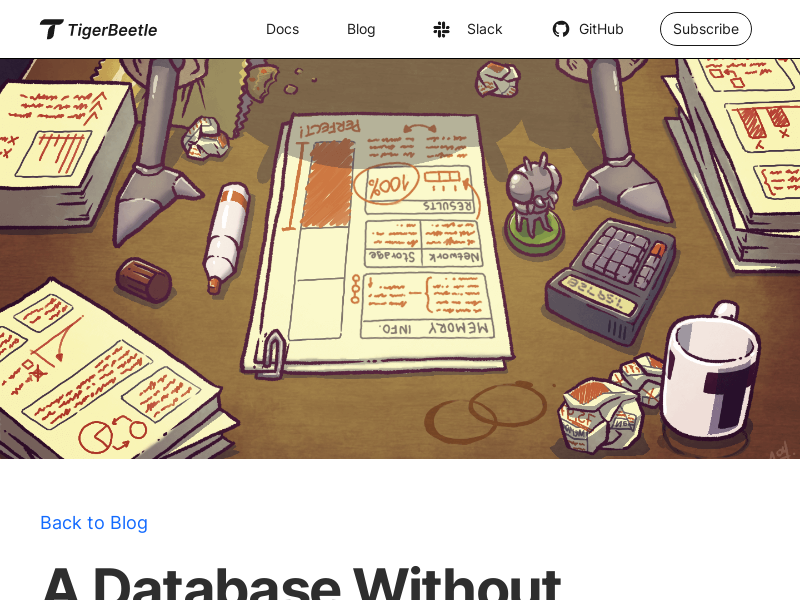 TigerBeetle
Docs
Blog
Slack
GitHub
Subscribe
PERFECT!
100%
RESULTS
Network
Storage
MEMORY INFO.
Back to Blog
A Database Without